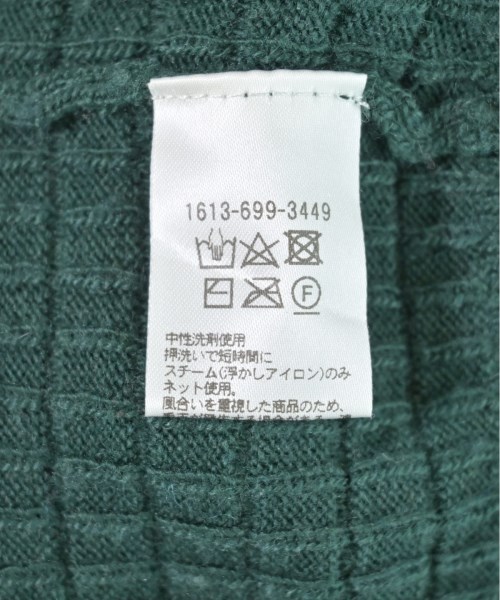 1613-699-3449
F
中性洗剤使用
押洗いで短時間に
スチーム(浮かしアイロン)のみ
ネット使用。
風合いを重視した商品のため、